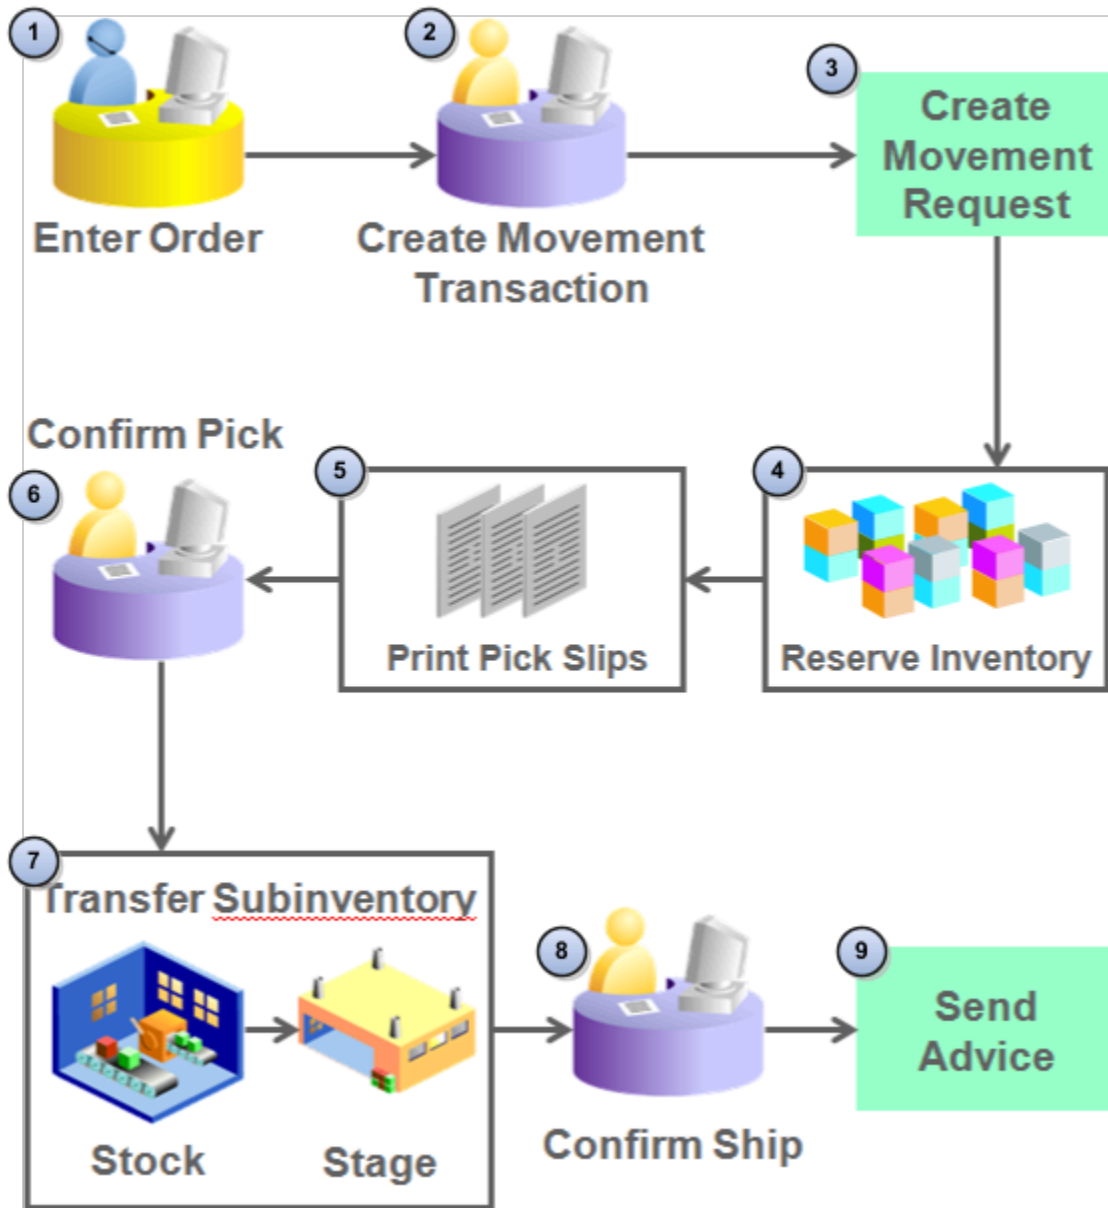 1
Enter Order
2
Create Movement
Transaction
3
Create
Movement
Request
4
Reserve Inventory
5
Print Pick Slips
Confirm Pick
6
7
Transfer Subinventory
Stock
Stage
8
Confirm Ship
9
Send
Advice